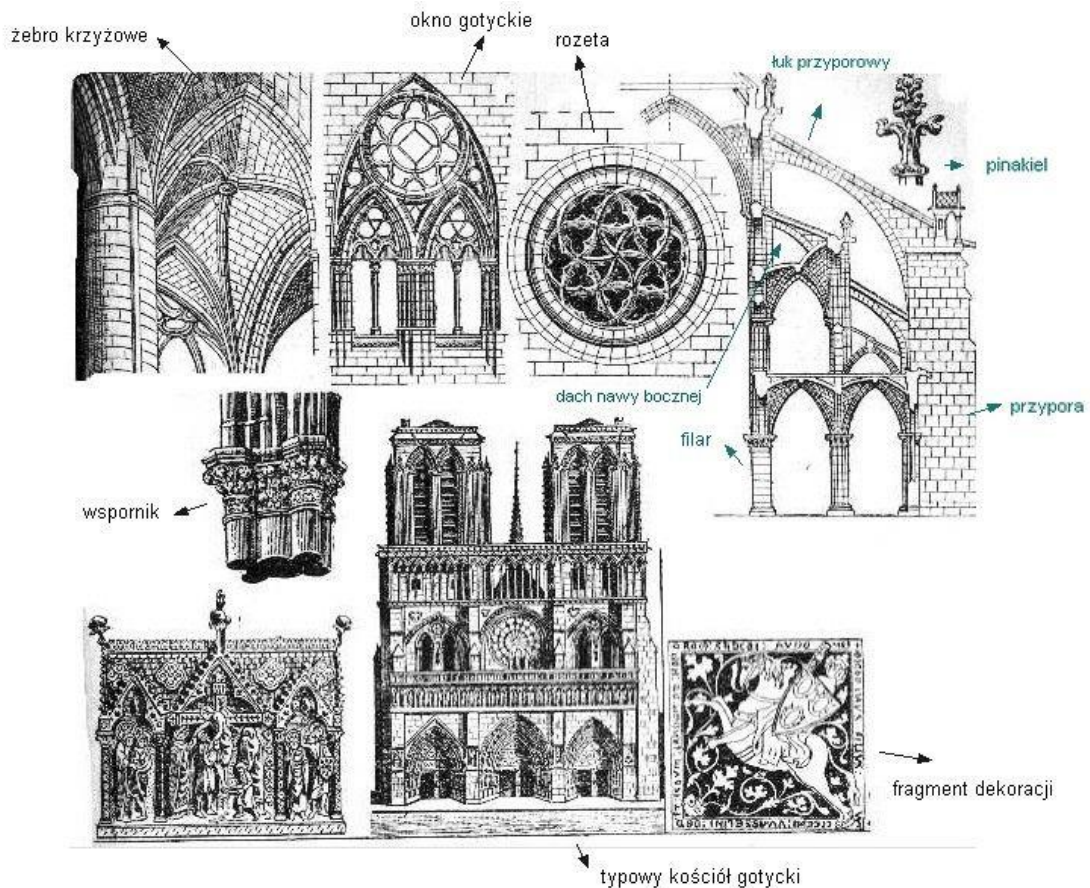 okno gotyckie
żebro krzyżowe
rozeta
łuk przyporowy
pinakiel
dach nawy bocznej
przypora
filar
wspornik
fragment dekoracji
typowy kościół gotycki